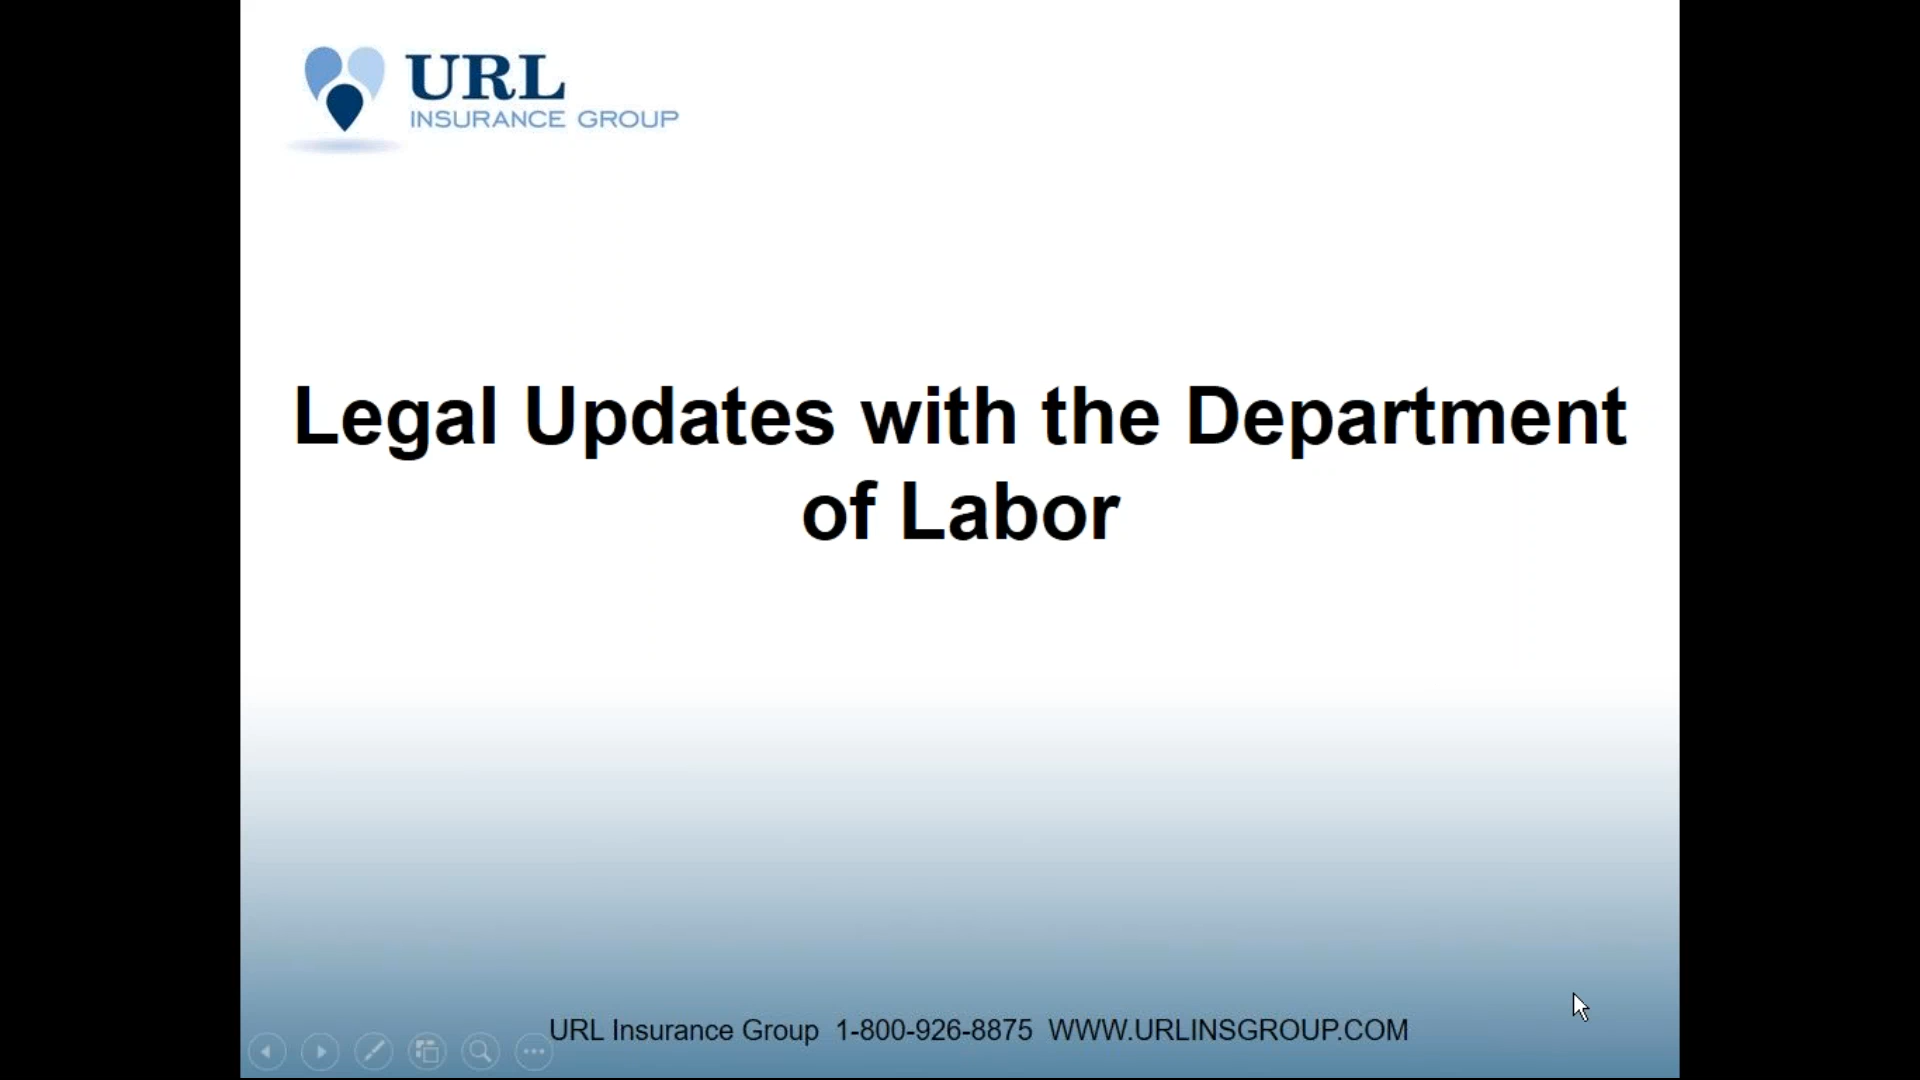 URL
INSURANCE GROUP
Legal Updates with the Department
of Labor
URL Insurance Group 1-800-926-8875 WWW.URLINSGROUP.COM